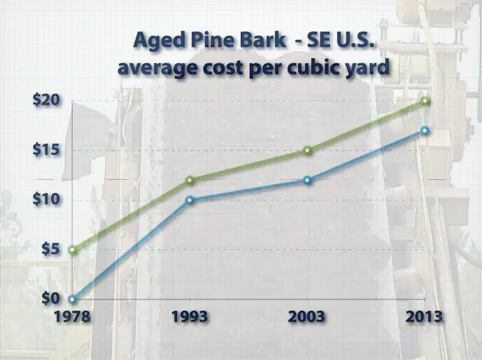 Aged Pine Bark - SE U.S.
average cost per cubic yard
$20
$15
$10
$5
$0
1978 1993 2003 2013